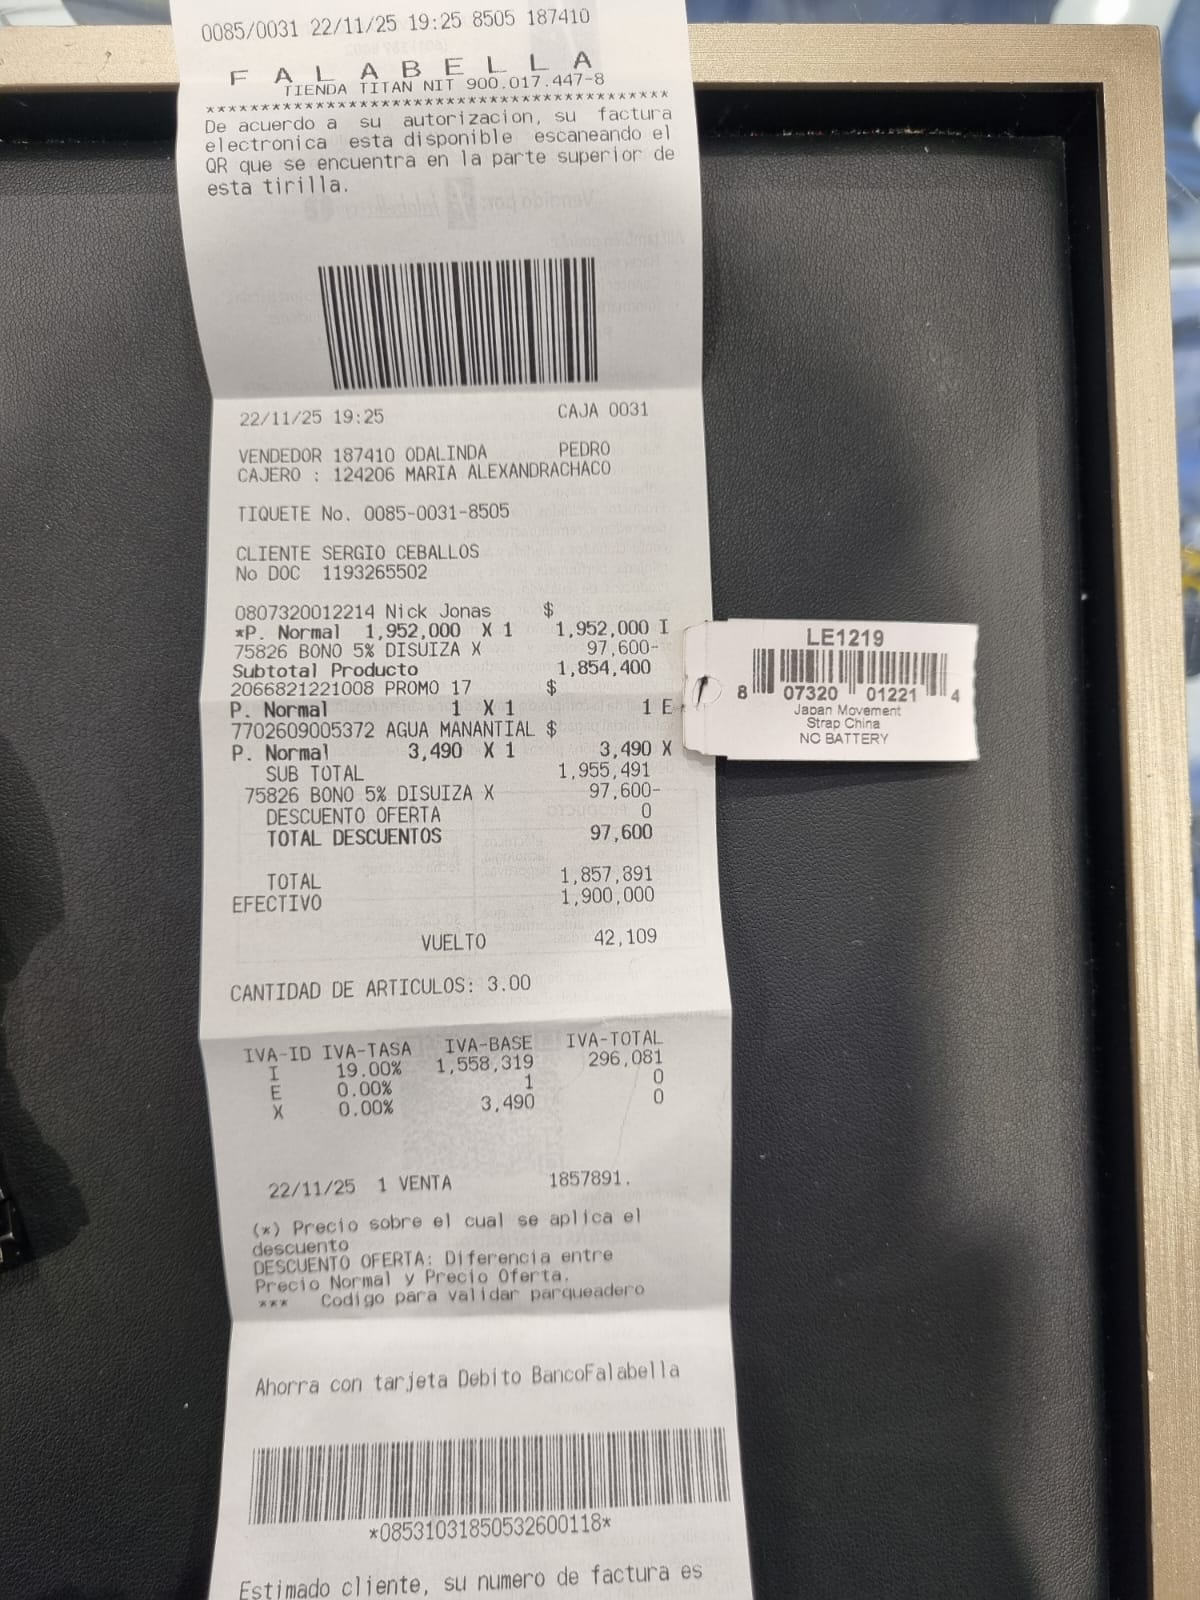 0085/0031 22/11/25 19:25 8505 187410
F A L A B E L L A
TIENDA TITAN NIT 900.017.447-8
******************************************
De acuerdo a su autorizacion, su factura
electronica esta disponible escaneando el
QR que se encuentra en la parte superior de
esta tirilla.
22/11/25 19:25 CAJA 0031
VENDEDOR 187410 ODALINDA PEDRO
CAJERO : 124206 MARIA ALEXANDRACHACO
TIQUETE No. 0085-0031-8505
CLIENTE SERGIO CEBALLOS
No DOC 1193265502
0807320012214 Nick Jonas $
*P. Normal 1,952,000 X 1 1,952,000 I
75826 BONO 5% DISUIZA X 97,600-
Subtotal Producto 1,854,400
2066821221008 PROMO 17 $
P. Normal 1 X 1 1 E
7702609005372 AGUA MANANTIAL $
P. Normal 3,490 X 1 3,490 X
SUB TOTAL 1,955,491
75826 BONO 5% DISUIZA X 97,600-
DESCUENTO OFERTA 0
TOTAL DESCUENTOS 97,600
TOTAL 1,857,891
EFECTIVO 1,900,000
VUELTO 42,109
CANTIDAD DE ARTICULOS: 3.00
IVA-ID IVA-TASA IVA-BASE IVA-TOTAL
I 19.00% 1,558,319 296,081
E 0.00% 1 0
X 0.00% 3,490 0
22/11/25 1 VENTA 1857891.
(*) Precio sobre el cual se aplica el
descuento
DESCUENTO OFERTA: Diferencia entre
Precio Normal y Precio Oferta.
*** Codigo para validar parqueadero
Ahorra con tarjeta Debito BancoFalabella
*08531031850532600118*
Estimado cliente, su numero de factura es
LE1219
8 07320 01221 4
Japan Movement
Strap China
NC BATTERY